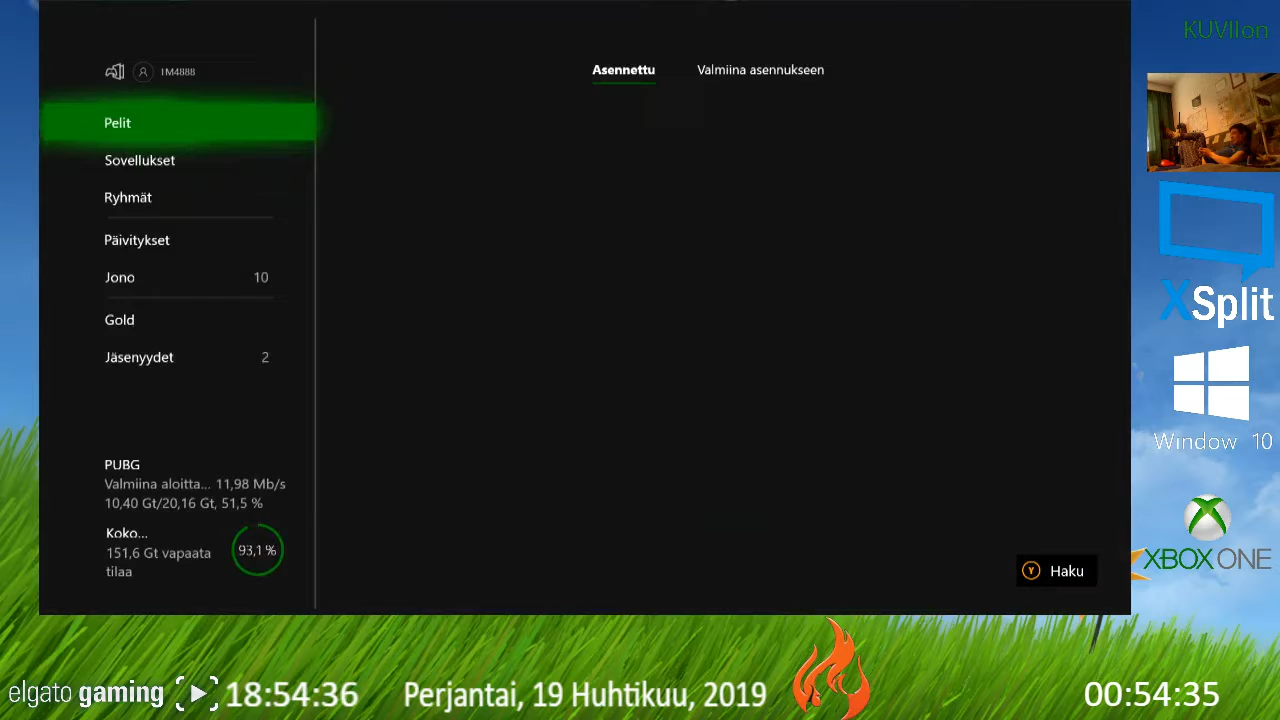 KUVIIon
1M4888
Asennettu
Valmiina asennukseen
Pelit
Sovellukset
Ryhmät
Päivitykset
Jono 10
Gold
Jäsenyydet 2
PUBG
Valmiina aloitta... 11,98 Mb/s
10,40 Gt/20,16 Gt, 51,5 %
Koko...
151,6 Gt vapaata
tilaa
93,1 %
Y Haku
XSplit
Window 10
XBOX ONE
elgato gaming
18:54:36
Perjantai, 19 Huhtikuu, 2019
00:54:35